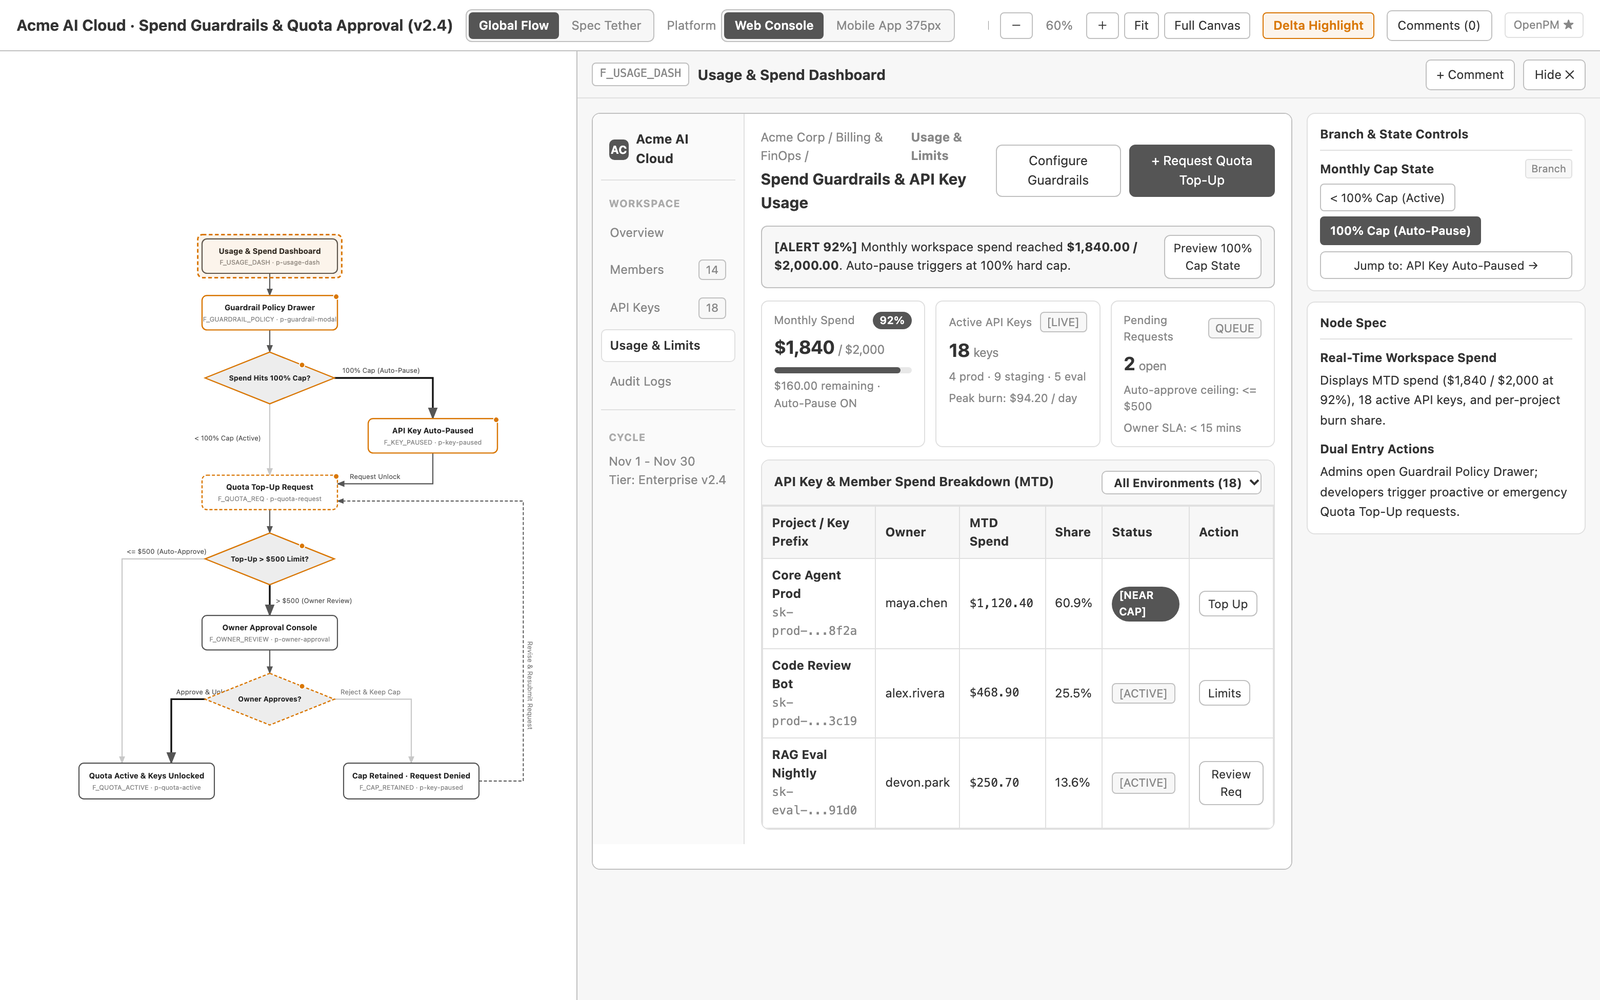 Acme AI Cloud · Spend Guardrails & Quota Approval (v2.4)
Global Flow
Spec Tether
Platform
Web Console
Mobile App 375px
−
60%
+
Fit
Full Canvas
Delta Highlight
Comments (0)
OpenPM ★
Usage & Spend Dashboard
F_USAGE_DASH · p-usage-dash
Guardrail Policy Drawer
F_GUARDRAIL_POLICY · p-guardrail-modal
Spend Hits 100% Cap?
100% Cap (Auto-Pause)
API Key Auto-Paused
F_KEY_PAUSED · p-key-paused
< 100% Cap (Active)
Request Unlock
Quota Top-Up Request
F_QUOTA_REQ · p-quota-request
<= $500 (Auto-Approve)
Top-Up > $500 Limit?
> $500 (Owner Review)
Owner Approval Console
F_OWNER_REVIEW · p-owner-approval
Revise & Resubmit Request
Approve &
Owner Approves?
Reject & Keep Cap
Quota Active & Keys Unlocked
F_QUOTA_ACTIVE · p-quota-active
Cap Retained · Request Denied
F_CAP_RETAINED · p-key-paused
F_USAGE_DASH
Usage & Spend Dashboard
+ Comment
Hide ✕
AC
Acme AI
Cloud
WORKSPACE
Overview
Members
14
API Keys
18
Usage & Limits
Audit Logs
CYCLE
Nov 1 - Nov 30
Tier: Enterprise v2.4
Acme Corp / Billing &
FinOps /
Usage &
Limits
Spend Guardrails & API Key
Usage
Configure
Guardrails
+ Request Quota
Top-Up
[ALERT 92%] Monthly workspace spend reached $1,840.00 /
$2,000.00. Auto-pause triggers at 100% hard cap.
Preview 100%
Cap State
Monthly Spend
92%
$1,840 / $2,000
$160.00 remaining ·
Auto-Pause ON
Active API Keys
[LIVE]
18 keys
4 prod · 9 staging · 5 eval
Peak burn: $94.20 / day
Pending
Requests
QUEUE
2 open
Auto-approve ceiling: <=
$500
Owner SLA: < 15 mins
API Key & Member Spend Breakdown (MTD)
All Environments (18)
Project / Key
Prefix
Owner
MTD
Spend
Share
Status
Action
Core Agent
Prod
sk-
prod-...8f2a
maya.chen
$1,120.40
60.9%
[NEAR
CAP]
Top Up
Code Review
Bot
sk-
prod-...3c19
alex.rivera
$468.90
25.5%
[ACTIVE]
Limits
RAG Eval
Nightly
sk-
eval-...91d0
devon.park
$250.70
13.6%
[ACTIVE]
Review
Req
Branch & State Controls
Monthly Cap State
Branch
< 100% Cap (Active)
100% Cap (Auto-Pause)
Jump to: API Key Auto-Paused →
Node Spec
Real-Time Workspace Spend
Displays MTD spend ($1,840 / $2,000 at
92%), 18 active API keys, and per-project
burn share.
Dual Entry Actions
Admins open Guardrail Policy Drawer;
developers trigger proactive or emergency
Quota Top-Up requests.